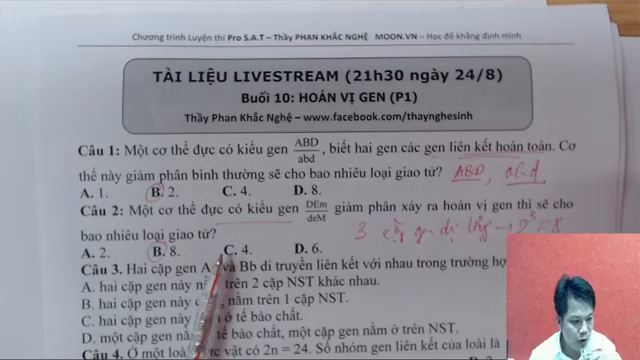 Chương trình Luyện thi Pro S.A.T – Thầy PHAN KHẮC NGHỆ MOON.VN – Học để khẳng định mình
TÀI LIỆU LIVESTREAM (21h30 ngày 24/8)
Buổi 10: HOÁN VỊ GEN (P1)
Thầy Phan Khắc Nghệ – www.facebook.com/thaynghesinh
Câu 1: Một cơ thể đực có kiểu gen ABD/abd, biết hai gen các gen liên kết hoàn toàn. Cơ
thể này giảm phân bình thường sẽ cho bao nhiêu loại giao tử? ABD, abd
A. 1. B. 2. C. 4. D. 8.
Câu 2: Một cơ thể đực có kiểu gen DEm/deM giảm phân xảy ra hoán vị gen thì sẽ cho
bao nhiêu loại giao tử? 3 cặp gen dị hợp → 2³ = 8
A. 2. B. 8. C. 4. D. 6.
Câu 3. Hai cặp gen A và Bb di truyền liên kết với nhau trong trường hợ
A. hai cặp gen này nằ trên 2 cặp NST khác nhau.
B. hai cặp gen này c nằm trên 1 cặp NST.
C. hai cặp gen này ở tế bào chất.
D. một cặp gen nằm tế bào chất, một cặp gen nằm ở trên NST.
Câu 4. Ở một loà vật có 2n = 24. Số nhóm gen liên kết của loài là